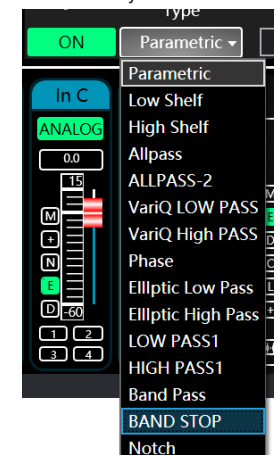 Type
ON
Parametric
In C
ANALOG
0.0
15
M
+
N
E
D
-60
1 2
3 4
Parametric
Low Shelf
High Shelf
Allpass
ALLPASS-2
VariQ LOW PASS
VariQ High PASS
Phase
Elllptic Low Pass
Elllptic High Pass
LOW PASS1
HIGH PASS1
Band Pass
BAND STOP
Notch